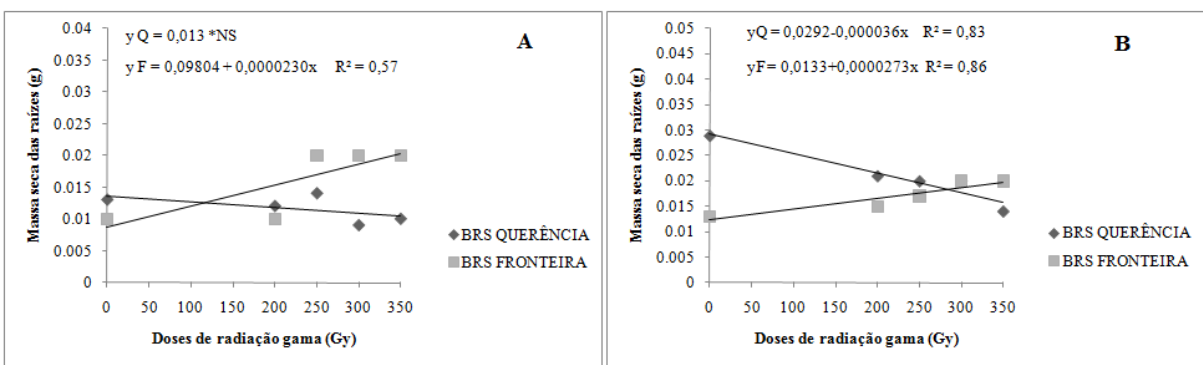 A
y Q = 0,013 *NS
y F = 0,09804 + 0,0000230x R² = 0,57
Massa seca das raízes (g)
0.04
0.035
0.03
0.025
0.02
0.015
0.01
0.005
0
0 50 100 150 200 250 300 350
Doses de radiação gama (Gy)
BRS QUERÊNCIA
BRS FRONTEIRA
B
yQ = 0,0292-0,000036x R² = 0,83
yF= 0,0133+0,0000273x R² = 0,86
Massa seca das raízes (g)
0.05
0.045
0.04
0.035
0.03
0.025
0.02
0.015
0.01
0.005
0
0 50 100 150 200 250 300 350
Doses de radiação gama (Gy)
BRS QUERÊNCIA
BRS FRONTEIRA